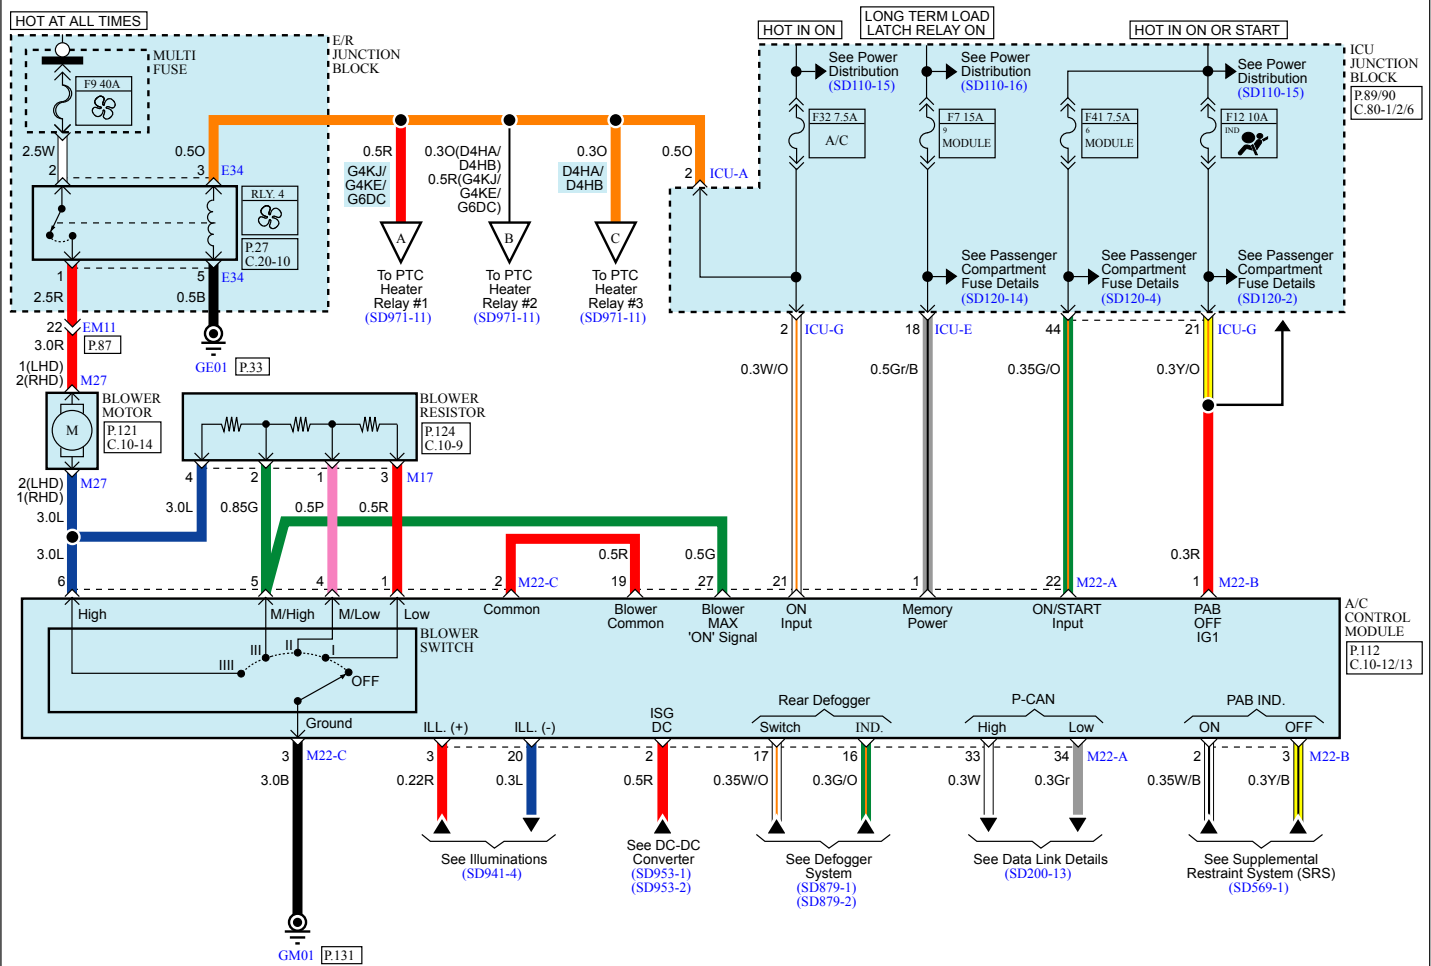 HOT AT ALL TIMES
HOT IN ON
LONG TERM LOAD
LATCH RELAY ON
HOT IN ON OR START
E/R
JUNCTION
BLOCK
MULTI
FUSE
F9 40A
2.5W
2
0.5O
3
E34
RLY. 4
P.27
C.20-10
1
5
E34
2.5R
0.5B
22
EM11
P.87
3.0R
GE01
P.33
1(LHD)
2(RHD)
M27
BLOWER
MOTOR
P.121
C.10-14
M
2(LHD)
1(RHD)
M27
3.0L
3.0L
0.5R
G4KJ/
G4KE/
G6DC
0.3O(D4HA/
D4HB)
0.5R(G4KJ/
G4KE/
G6DC)
0.3O
D4HA/
D4HB
0.5O
2
ICU-A
A
B
C
To PTC
Heater
Relay #1
(SD971-11)
To PTC
Heater
Relay #2
(SD971-11)
To PTC
Heater
Relay #3
(SD971-11)
See Power
Distribution
(SD110-15)
See Power
Distribution
(SD110-16)
See Power
Distribution
(SD110-15)
ICU
JUNCTION
BLOCK
P.89/90
C.80-1/2/6
F32 7.5A
A/C
F7 15A
9
MODULE
F41 7.5A
6
MODULE
F12 10A
IND
See Passenger
Compartment
Fuse Details
(SD120-14)
See Passenger
Compartment
Fuse Details
(SD120-4)
See Passenger
Compartment
Fuse Details
(SD120-2)
2
ICU-G
18
ICU-E
44
21
ICU-G
0.3W/O
0.5Gr/B
0.35G/O
0.3Y/O
BLOWER
RESISTOR
P.124
C.10-9
4
2
1
3
M17
3.0L
0.85G
0.5P
0.5R
0.5R
0.5G
0.3R
6
5
4
1
2
M22-C
19
27
21
1
22
M22-A
1
M22-B
High
M/High
M/Low
Low
Common
Blower
Common
Blower
MAX
'ON' Signal
ON
Input
Memory
Power
ON/START
Input
PAB
OFF
IG1
A/C
CONTROL
MODULE
P.112
C.10-12/13
BLOWER
SWITCH
IIII
III
II
I
OFF
Ground
ILL. (+)
ILL. (-)
ISG
DC
Rear Defogger
Switch
IND.
P-CAN
High
Low
PAB IND.
ON
OFF
3
M22-C
3
20
2
17
16
33
34
M22-A
2
3
M22-B
3.0B
0.22R
0.3L
0.5R
0.35W/O
0.3G/O
0.3W
0.3Gr
0.35W/B
0.3Y/B
See Illuminations
(SD941-4)
See DC-DC
Converter
(SD953-1)
(SD953-2)
See Defogger
System
(SD879-1)
(SD879-2)
See Data Link Details
(SD200-13)
See Supplemental
Restraint System (SRS)
(SD569-1)
GM01
P.131